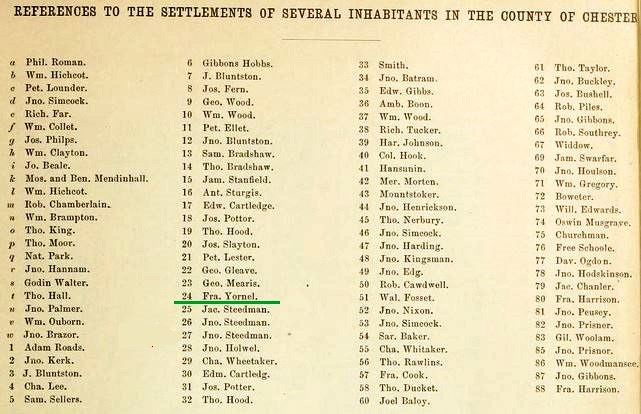 REFERENCES TO THE SETTLEMENTS OF SEVERAL INHABITANTS IN THE COUNTY OF CHESTER
a Phil. Roman.
b Wm. Hichcot.
c Pet. Lounder.
d Jno. Simcock.
e Rich. Far.
f Wm. Collet.
g Jos. Philps.
h Wm. Clayton.
i Jo. Beale.
k Mos. and Ben. Mendinhall.
l Wm. Hichcot.
m Rob. Chamberlain.
n Wm. Brampton.
o Tho. King.
p Tho. Moor.
q Nat. Park.
r Jno. Hannam.
s Godin Walter.
t Tho. Hall.
u Jno. Palmer.
v Wm. Ouborn.
w Jno. Brazor.
1 Adam Roads.
2 Jno. Kerk.
3 J. Bluntston.
4 Cha. Lee.
5 Sam. Sellers.
6 Gibbons Hobbs.
7 J. Bluntston.
8 Jos. Fern.
9 Geo. Wood.
10 Wm. Wood.
11 Pet. Ellet.
12 Jno. Bluntston.
13 Sam. Bradshaw.
14 Tho. Bradshaw.
15 Jam. Stanfield.
16 Ant. Sturgis.
17 Edw. Cartledge.
18 Jos. Pottor.
19 Tho. Hood.
20 Jos. Slayton.
21 Pet. Lester.
22 Geo. Gleave.
23 Geo. Mearis.
24 Fra. Yornel.
25 Jac. Steedman.
26 Jno. Steedman.
27 Jno. Steedman.
28 Jno. Holwel.
29 Cha. Wheetaker.
30 Edm. Cartledg.
31 Jos. Potter.
32 Tho. Hood.
33 Smith.
34 Jno. Batram.
35 Edw. Gibbs.
36 Amb. Boon.
37 Wm. Wood.
38 Rich. Tucker.
39 Har. Johnson.
40 Col. Hook.
41 Hansunin.
42 Mer. Morten.
43 Mountstoker.
44 Jno. Henrickson.
45 Tho. Nerbury.
46 Jno. Simcock.
47 Jno. Harding.
48 Jno. Kingsman.
49 Jno. Edg.
50 Rob. Cawdwell.
51 Wal. Fosset.
52 Jno. Nixon.
53 Jno. Simcock.
54 Sar. Baker.
55 Cha. Whitaker.
56 Tho. Rawlins.
57 Fra. Cook.
58 Tho. Ducket.
60 Joel Baloy.
61 Tho. Taylor.
62 Jno. Buckley.
63 Jos. Bushell.
64 Rob. Piles.
65 Jno. Gibbons.
66 Rob. Southrey.
67 Widdow.
69 Jam. Swarfar.
70 Jno. Houlson.
71 Wm. Gregory.
72 Boweter.
73 Will. Edwards.
74 Oswin Musgrave.
75 Churchman.
76 Free Schoole.
77 Dav. Ogdon.
78 Jno. Hodskinson.
79 Jac. Chanler.
80 Fra. Harrison.
81 Jno. Peusey.
82 Jno. Prisner.
83 Gil. Woolam.
85 Jno. Prisnor.
86 Wm. Woodmansee.
87 Jno. Gibbons.
88 Fra. Harrison.